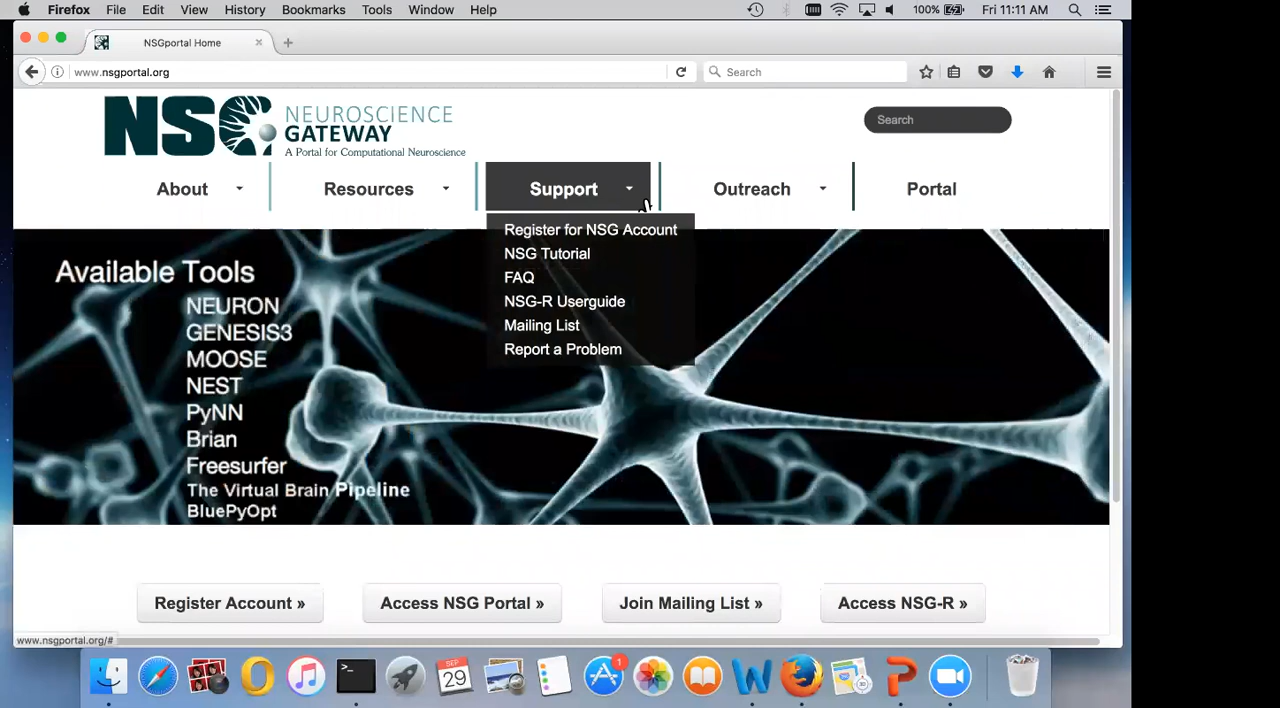 Firefox File Edit View History Bookmarks Tools Window Help 100% Fri 11:11 AM
NSGportal Home
www.nsgportal.org Search
NSG NEUROSCIENCE GATEWAY
A Portal for Computational Neuroscience
Search
About Resources Support Outreach Portal
Register for NSG Account
NSG Tutorial
FAQ
NSG-R Userguide
Mailing List
Report a Problem
Available Tools
NEURON
GENESIS3
MOOSE
NEST
PyNN
Brian
Freesurfer
The Virtual Brain Pipeline
BluePyOpt
Register Account » Access NSG Portal » Join Mailing List » Access NSG-R »
www.nsgportal.org/#
SEP
29
1